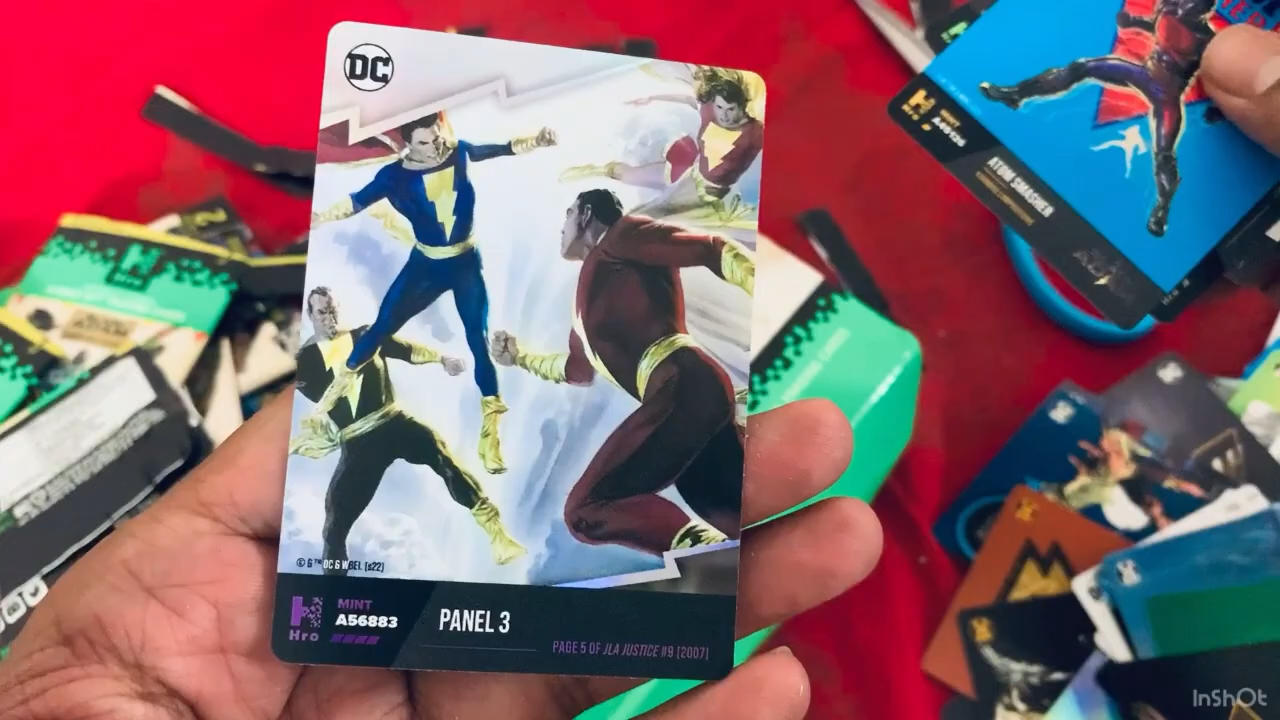 DC
© & ™ DC & WBEI. (s22)
Hro
MINT
A56883
PANEL 3
PAGE 5 OF JLA JUSTICE #9 (2007)
Hro
MINT
ATOM SMASHER
InShOt